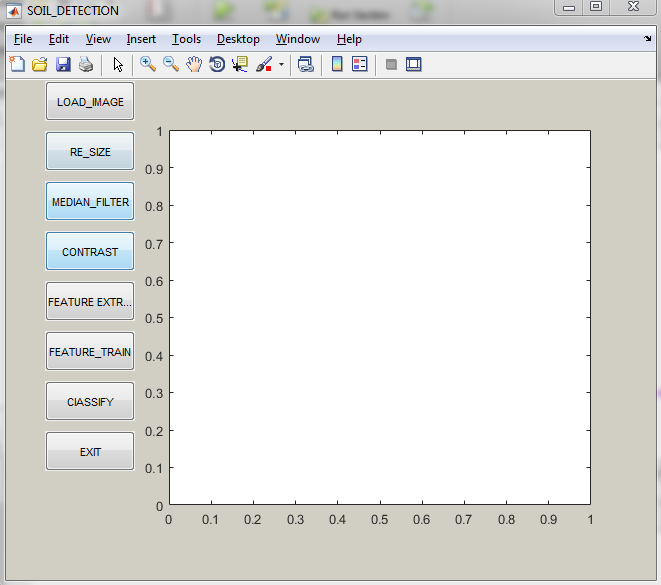 SOIL_DETECTION
File Edit View Insert Tools Desktop Window Help
LOAD_IMAGE
RE_SIZE
MEDIAN_FILTER
CONTRAST
FEATURE EXTR...
FEATURE_TRAIN
ClASSIFY
EXIT
1
0.9
0.8
0.7
0.6
0.5
0.4
0.3
0.2
0.1
0
0 0.1 0.2 0.3 0.4 0.5 0.6 0.7 0.8 0.9 1